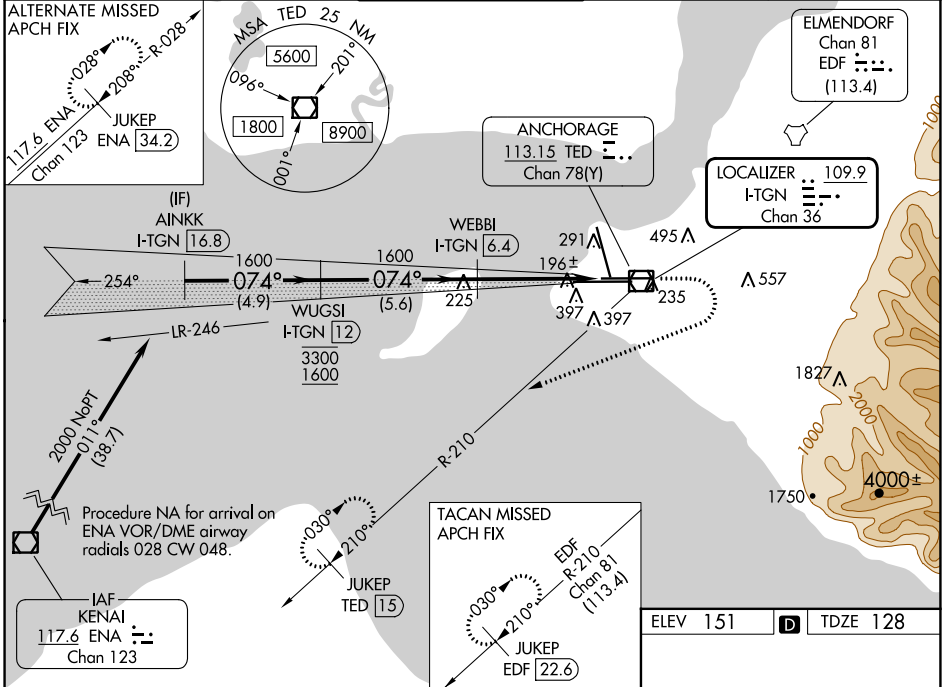 ALTERNATE MISSED
APCH FIX
028°
208°
R-028
JUKEP
ENA 34.2
117.6 ENA
Chan 123
MSA TED 25 NM
5600
201°
096°
1800
8900
001°
ELMENDORF
Chan 81
EDF
(113.4)
ANCHORAGE
113.15 TED
Chan 78(Y)
LOCALIZER 109.9
I-TGN
Chan 36
(IF)
AINKK
I-TGN 16.8
WEBBI
I-TGN 6.4
291
495
1600
1600
196±
254°
074°
074°
(4.9)
(5.6)
225
235
557
WUGSI
I-TGN 12
3300
1600
397
397
LR-246
2000 NoPT
011°
(38.7)
1827
1000
1000
2000
1750
4000±
R-210
Procedure NA for arrival on
ENA VOR/DME airway
radials 028 CW 048.
030°
210°
JUKEP
TED 15
IAF
KENAI
117.6 ENA
Chan 123
TACAN MISSED
APCH FIX
EDF
R-210
Chan 81
(113.4)
030°
210°
JUKEP
EDF 22.6
ELEV 151
D
TDZE 128